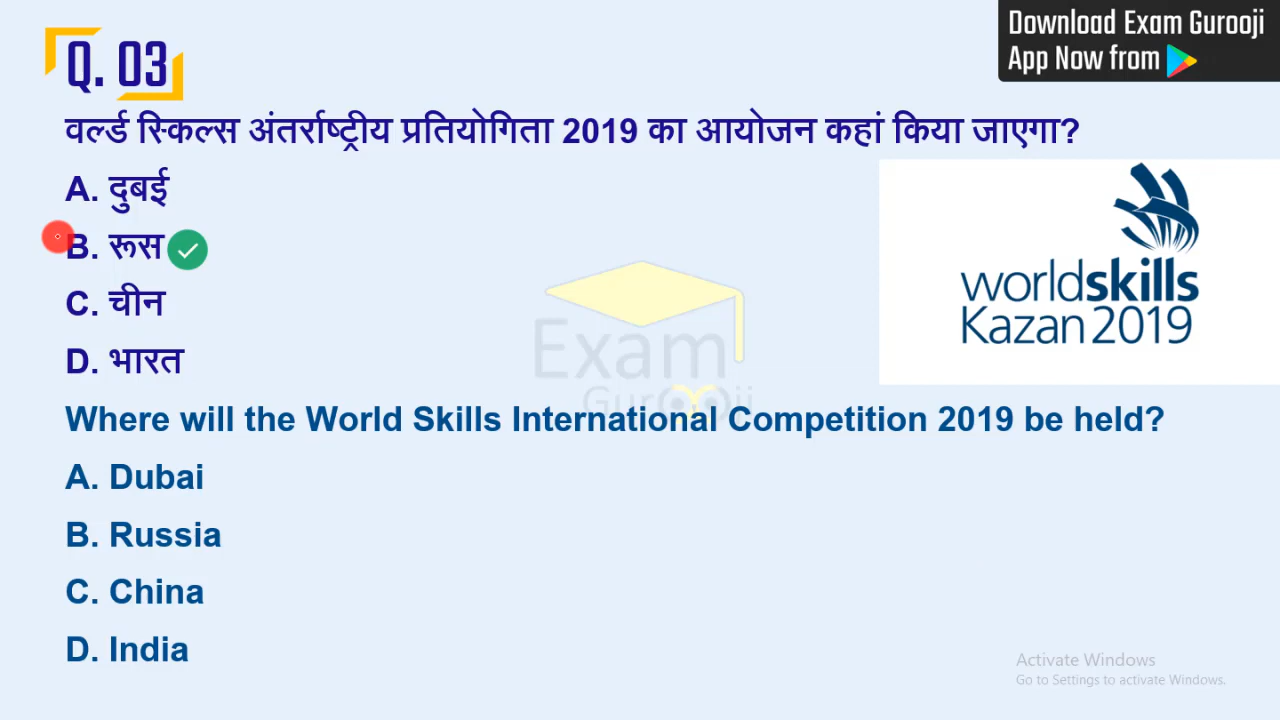 Download Exam Gurooji
App Now from
Q. 03
वर्ल्ड स्किल्स अंतर्राष्ट्रीय प्रतियोगिता 2019 का आयोजन कहां किया जाएगा?
A. दुबई
B. रूस
C. चीन
D. भारत
worldskills
Kazan 2019
Exam
Gurooji
Where will the World Skills International Competition 2019 be held?
A. Dubai
B. Russia
C. China
D. India
Activate Windows
Go to Settings to activate Windows.